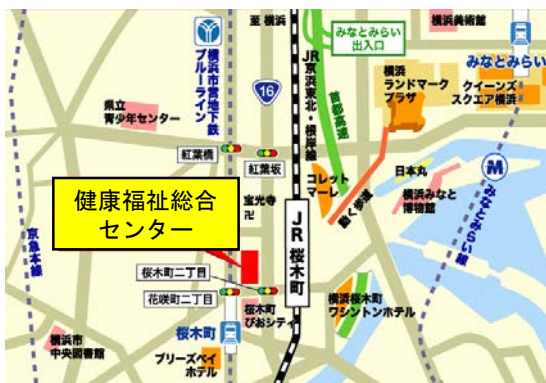 至 横浜
みなとみらい
出入口
横浜美術館
みなとみらい
横浜市営地下鉄
ブルーライン
16
JR京浜東北・根岸線
首都高速
横浜
ランドマーク
プラザ
クイーンズ
スクエア横浜
県立
青少年センター
紅葉橋
紅葉坂
コレット
マーレ
動く歩道
日本丸
横浜みなと
博物館
みなとみらい線
健康福祉総合
センター
宝光寺
卍
JR桜木町
京急本線
桜木町二丁目
花咲町二丁目
桜木町
ぴおシティ
横浜桜木町
ワシントンホテル
桜木町
横浜市
中央図書館
ブリーズベイ
ホテル